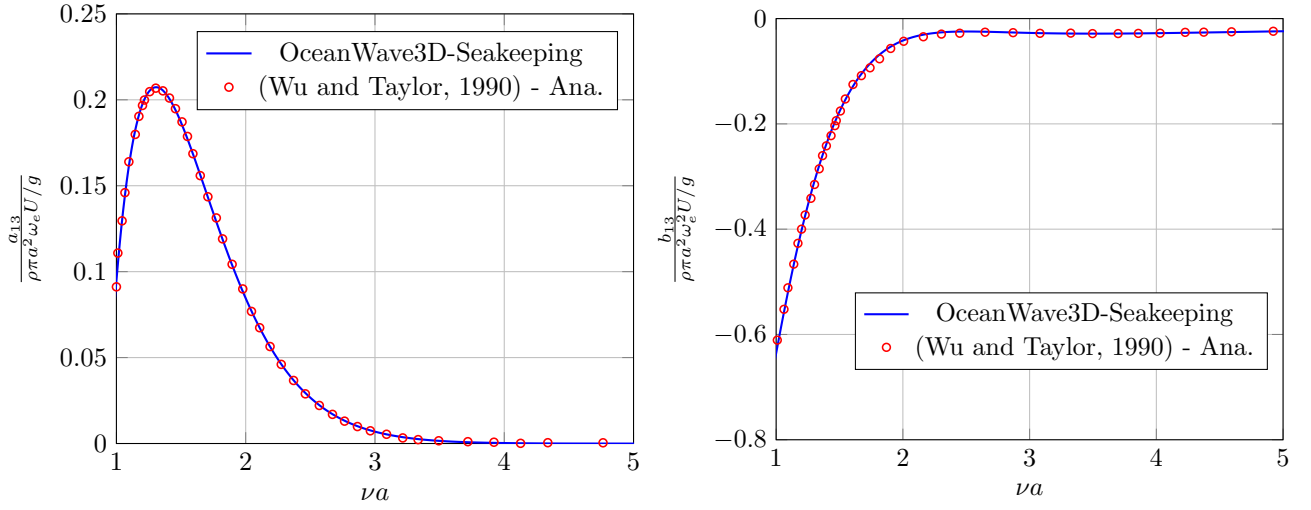 0.25
0.2
0.15
0.1
0.05
0
1 2 3 4 5
νa
a₁₃
ρπa²ωₑU/g
OceanWave3D-Seakeeping
(Wu and Taylor, 1990) - Ana.
0
−0.2
−0.4
−0.6
−0.8
1 2 3 4 5
νa
b₁₃
ρπa²ωₑ²U/g
OceanWave3D-Seakeeping
(Wu and Taylor, 1990) - Ana.